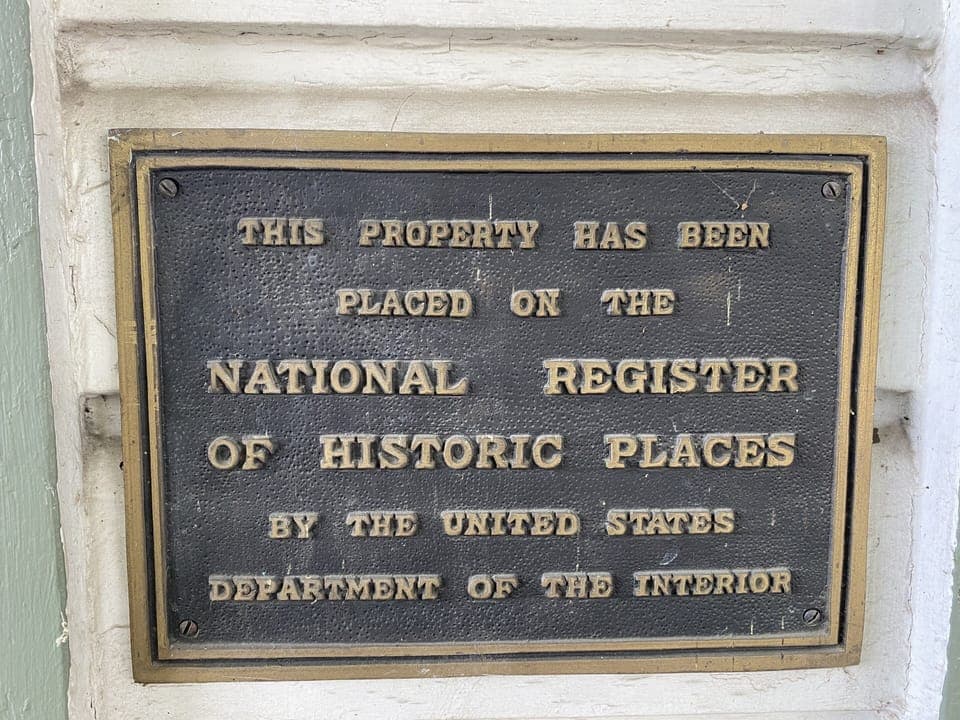 THIS PROPERTY HAS BEEN
PLACED ON THE
NATIONAL REGISTER
OF HISTORIC PLACES
BY THE UNITED STATES
DEPARTMENT OF THE INTERIOR